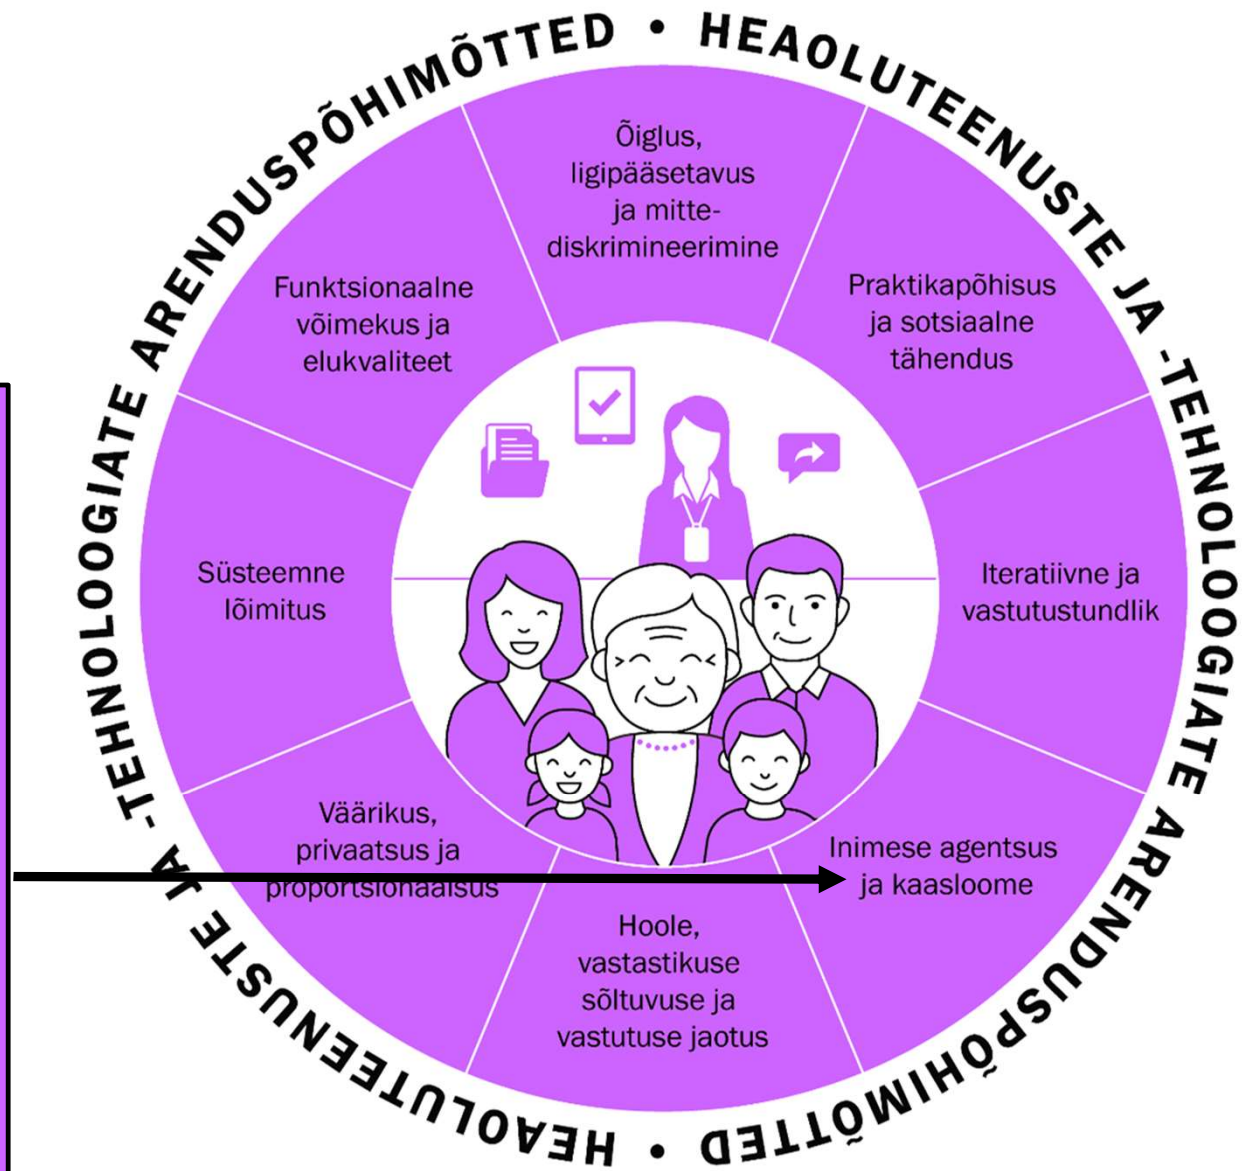 HEAOLUTEENUSTE JA -TEHNOLOOGIATE ARENDUSPÕHIMÕTTED •
HEAOLUTEENUSTE JA -TEHNOLOOGIATE ARENDUSPÕHIMÕTTED •
Õiglus,
ligipääsetavus
ja mitte-
diskrimineerimine
Praktikapõhisus
ja sotsiaalne
tähendus
Iteratiivne ja
vastutustundlik
Inimese agentsus
ja kaasloome
Hoole,
vastastikuse
sõltuvuse ja
vastutuse jaotus
Väärikus,
privaatsus ja
proportsionaalsus
Süsteemne
lõimitus
Funktsionaalne
võimekus ja
elukvaliteet